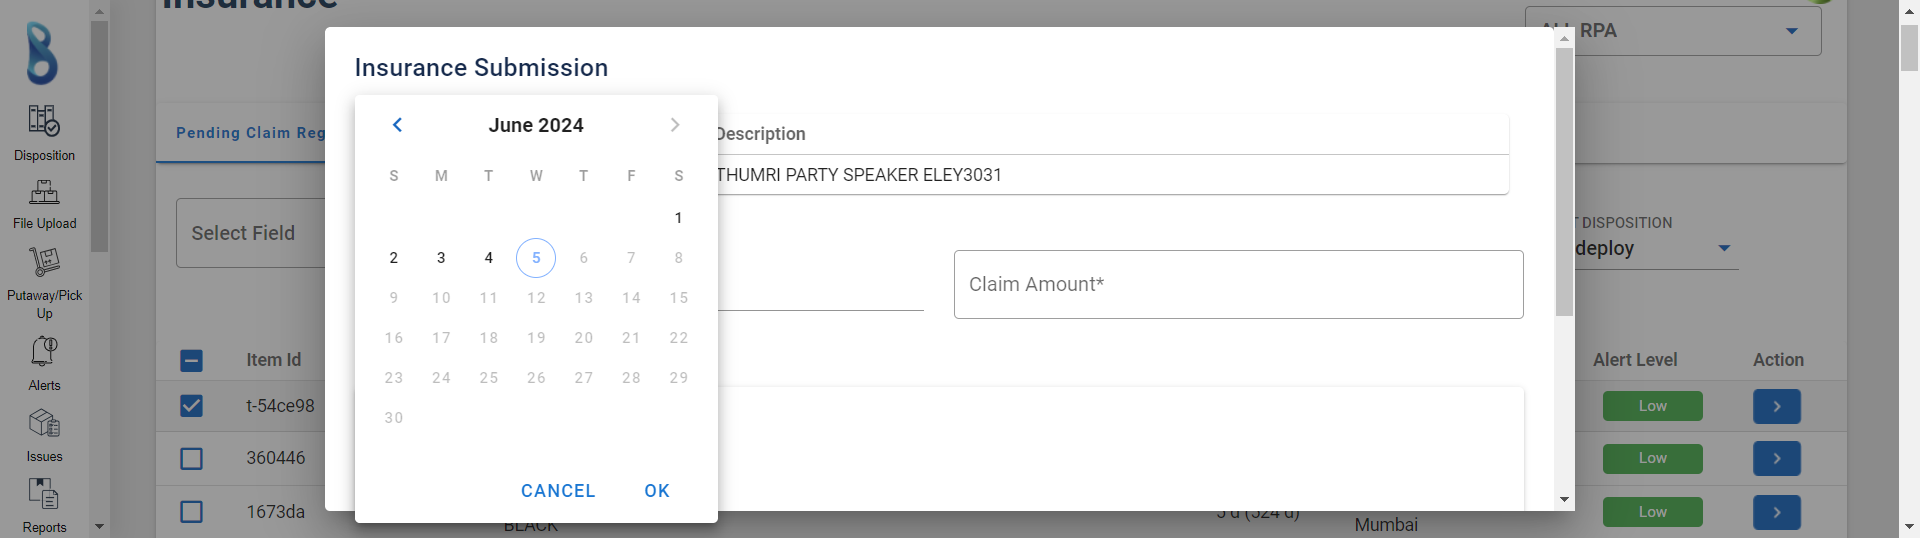 Insurance
ALL RPA
Insurance Submission
June 2024
S M T W T F S
1
2 3 4 5 6 7 8
9 10 11 12 13 14 15
16 17 18 19 20 21 22
23 24 25 26 27 28 29
30
CANCEL OK
Description
THUMRI PARTY SPEAKER ELEY3031
Claim Amount*
Disposition
File Upload
Putaway/Pick
Up
Alerts
Issues
Reports
Pending Claim Reg
Select Field
T DISPOSITION
deploy
Item Id
Alert Level
Action
t-54ce98
Low
360446
Low
1673da
BLACK
Mumbai
Low